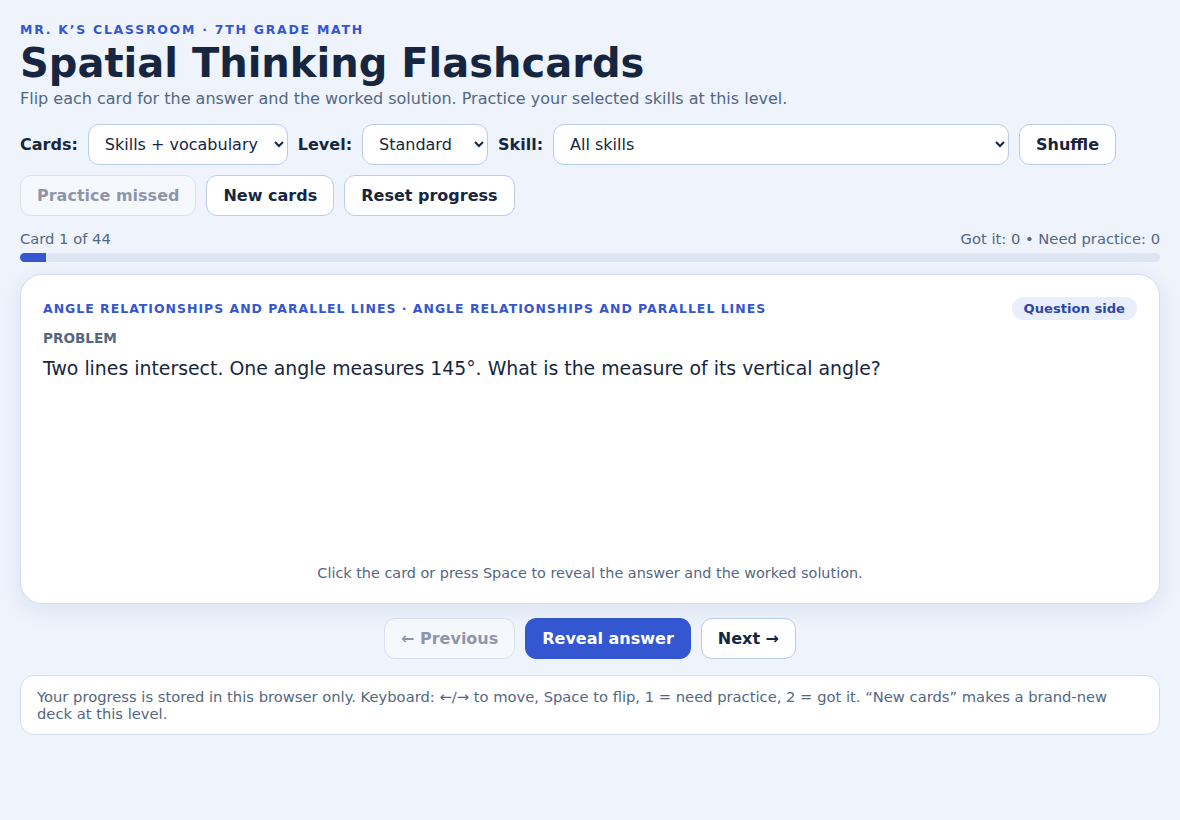 MR. K’S CLASSROOM · 7TH GRADE MATH
Spatial Thinking Flashcards
Flip each card for the answer and the worked solution. Practice your selected skills at this level.
Cards: Skills + vocabulary Level: Standard Skill: All skills Shuffle
Practice missed New cards Reset progress
Card 1 of 44 Got it: 0 • Need practice: 0
ANGLE RELATIONSHIPS AND PARALLEL LINES · ANGLE RELATIONSHIPS AND PARALLEL LINES Question side
PROBLEM
Two lines intersect. One angle measures 145°. What is the measure of its vertical angle?
Click the card or press Space to reveal the answer and the worked solution.
← Previous Reveal answer Next →
Your progress is stored in this browser only. Keyboard: ←/→ to move, Space to flip, 1 = need practice, 2 = got it. “New cards” makes a brand-new
deck at this level.